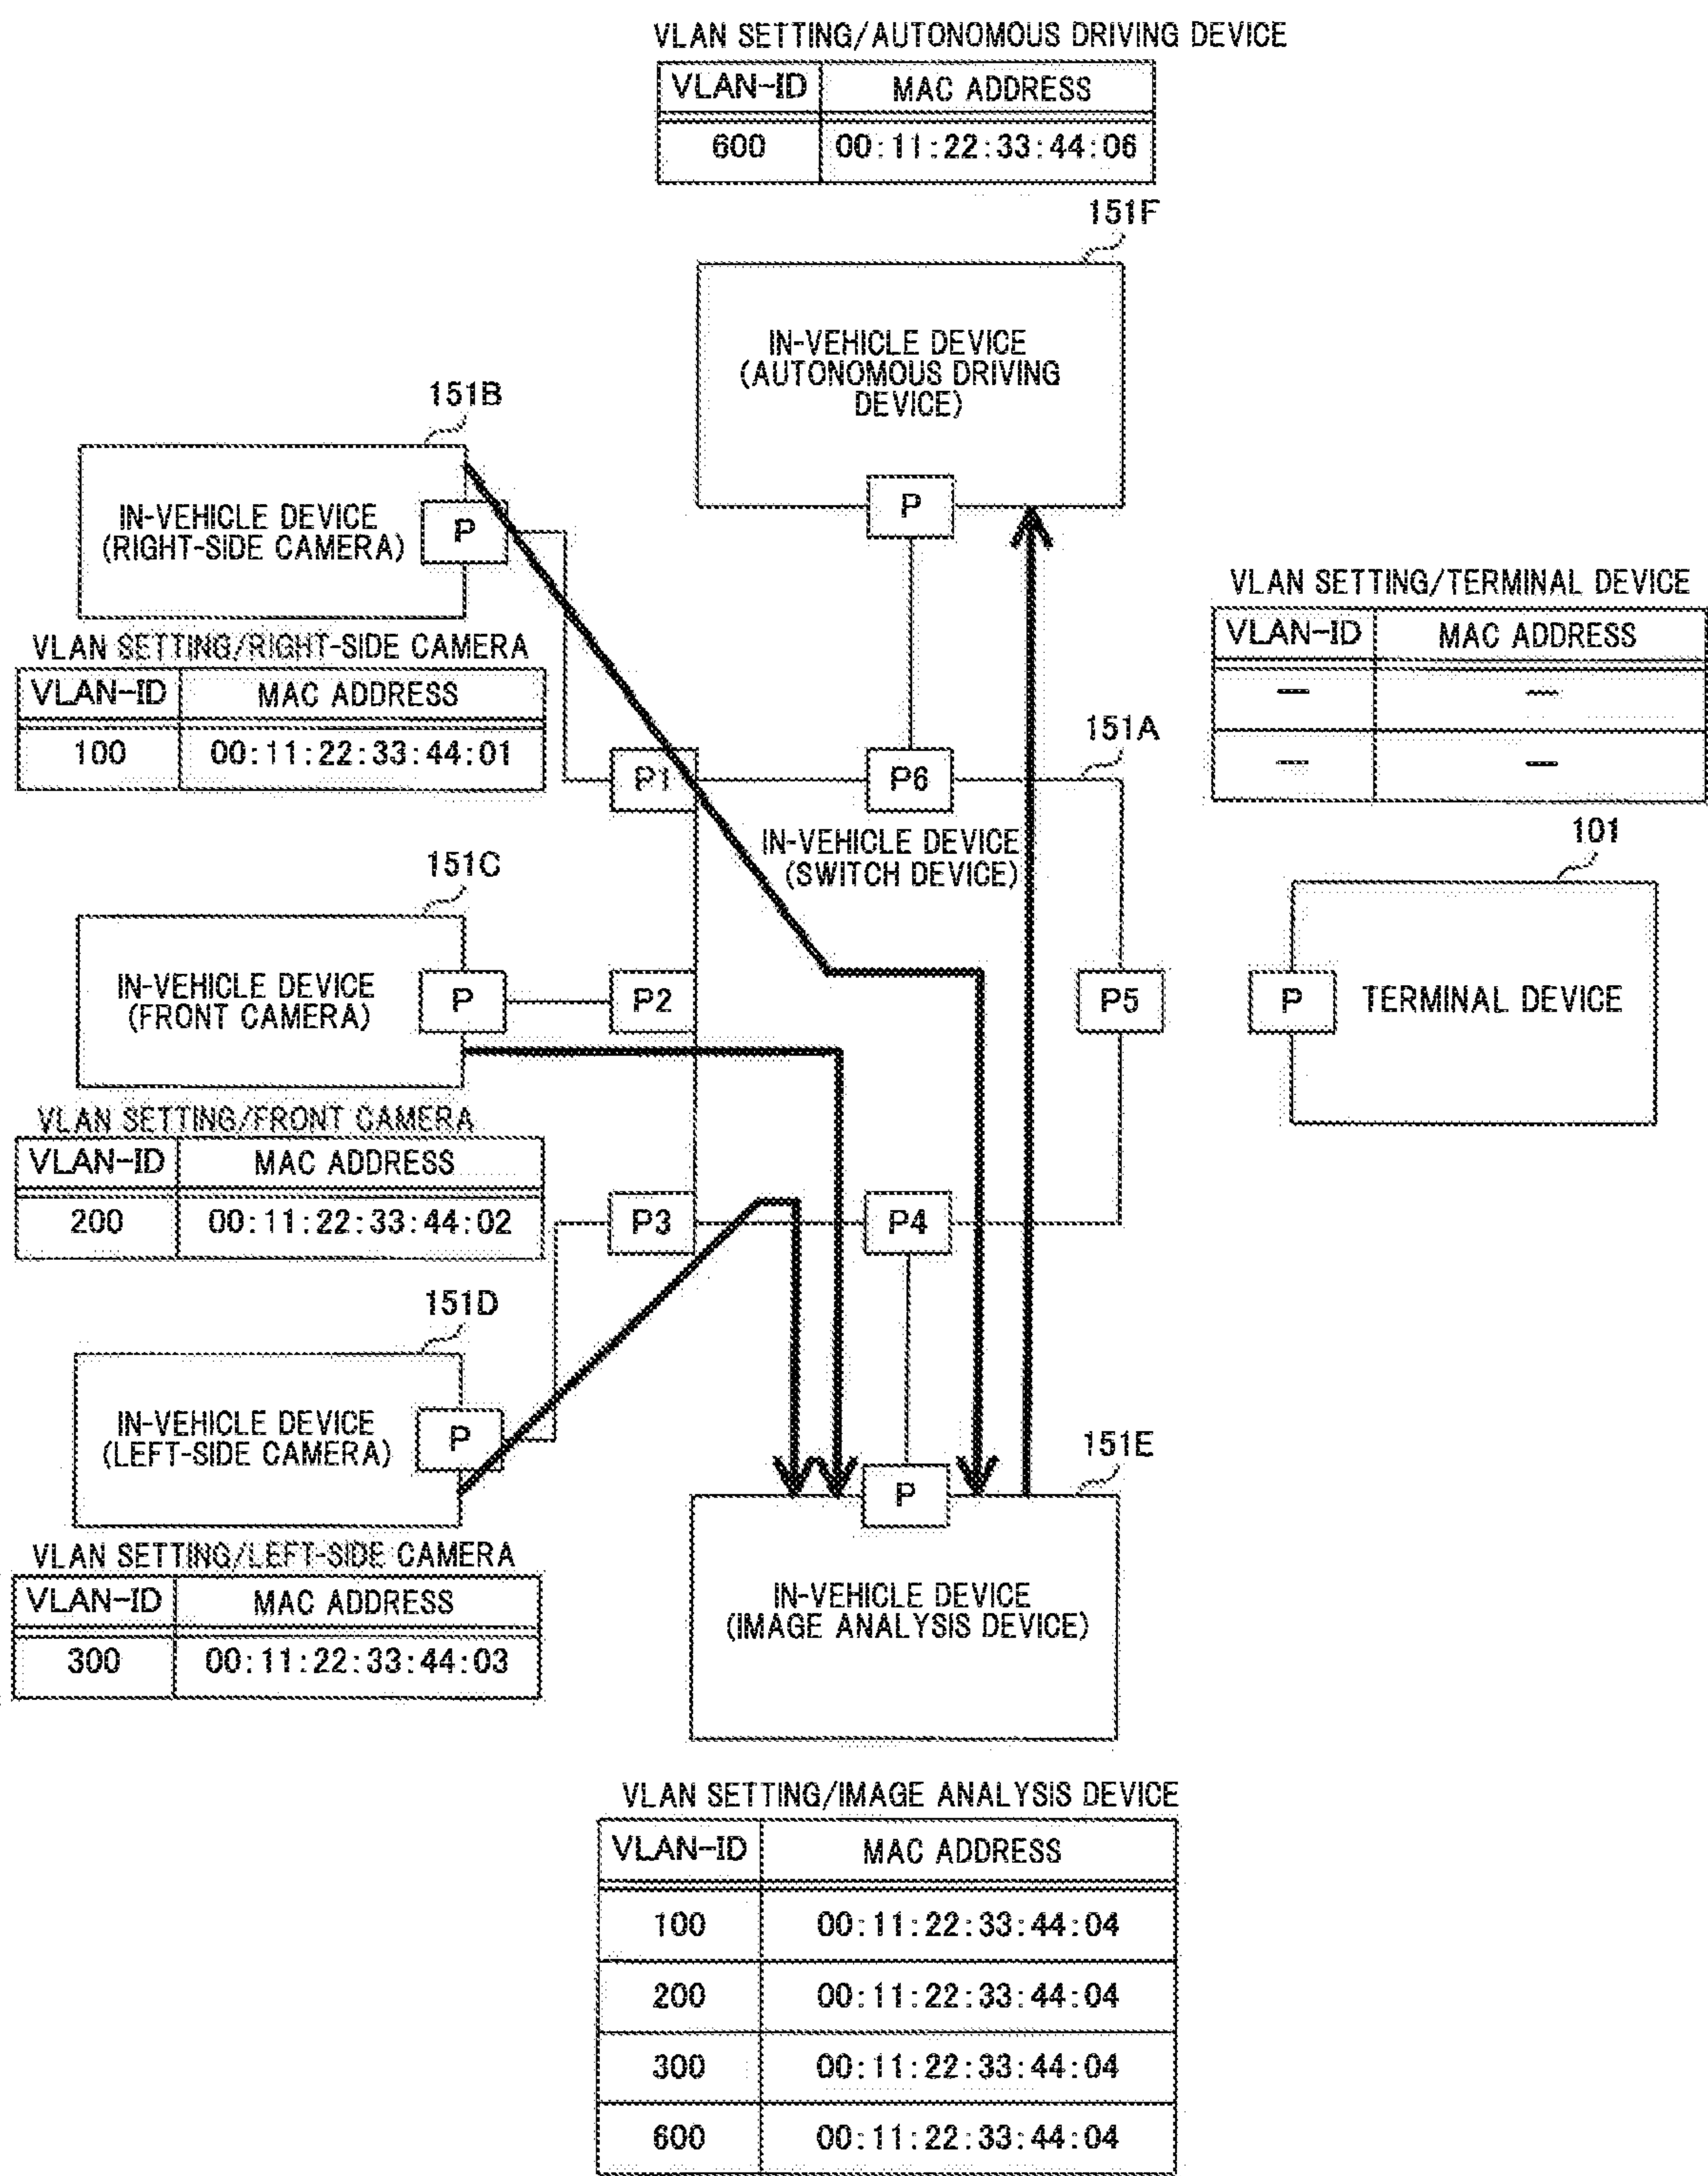 VLAN SETTING/AUTONOMOUS DRIVING DEVICE
VLAN-ID MAC ADDRESS
600 00:11:22:33:44:06
151F
IN-VEHICLE DEVICE
(AUTONOMOUS DRIVING
DEVICE)
P
151B
IN-VEHICLE DEVICE
(RIGHT-SIDE CAMERA)
P
VLAN SETTING/RIGHT-SIDE CAMERA
VLAN-ID MAC ADDRESS
100 00:11:22:33:44:01
VLAN SETTING/TERMINAL DEVICE
VLAN-ID MAC ADDRESS
— —
— —
151A
P1
P6
IN-VEHICLE DEVICE
(SWITCH DEVICE)
101
151C
IN-VEHICLE DEVICE
(FRONT CAMERA)
P
P2
P5
P
TERMINAL DEVICE
VLAN SETTING/FRONT CAMERA
VLAN-ID MAC ADDRESS
200 00:11:22:33:44:02
P3
P4
151D
IN-VEHICLE DEVICE
(LEFT-SIDE CAMERA)
P
151E
P
IN-VEHICLE DEVICE
(IMAGE ANALYSIS DEVICE)
VLAN SETTING/LEFT-SIDE CAMERA
VLAN-ID MAC ADDRESS
300 00:11:22:33:44:03
VLAN SETTING/IMAGE ANALYSIS DEVICE
VLAN-ID MAC ADDRESS
100 00:11:22:33:44:04
200 00:11:22:33:44:04
300 00:11:22:33:44:04
600 00:11:22:33:44:04